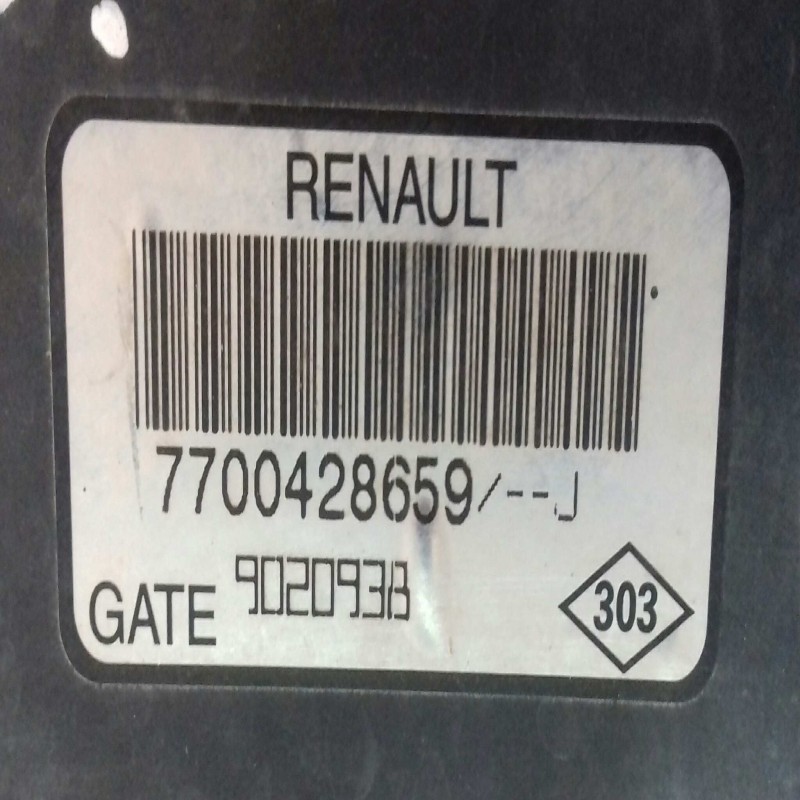 RENAULT
7700428659/--J
GATE 902093B
303